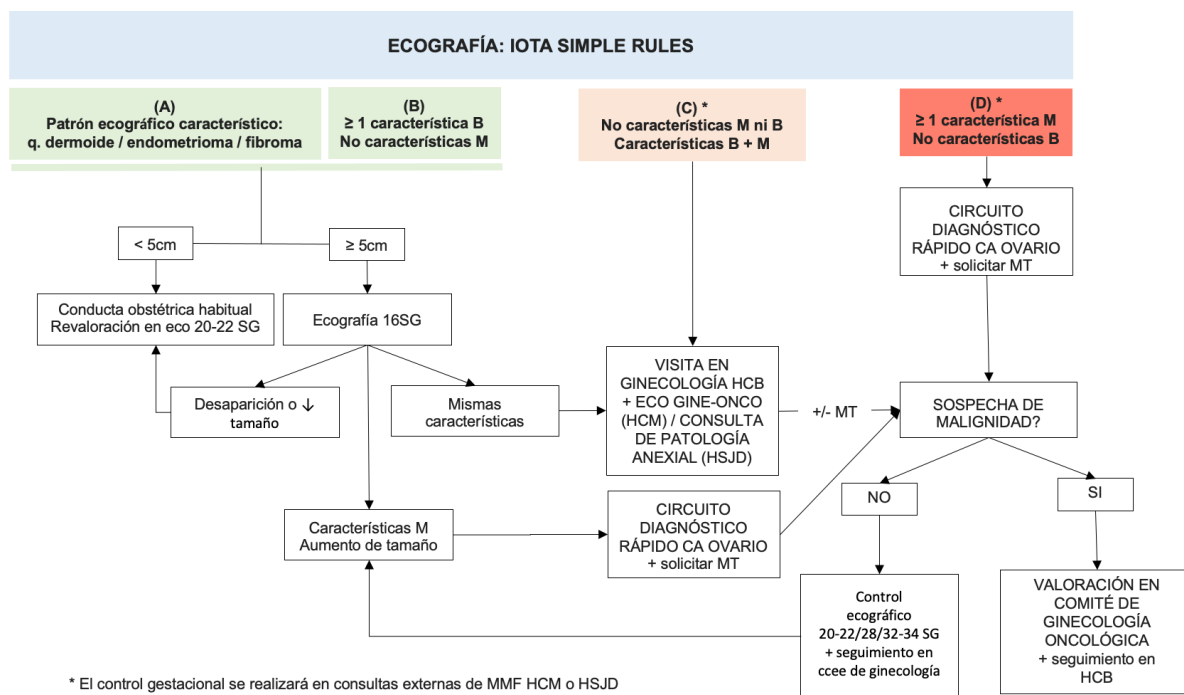 ECOGRAFÍA: IOTA SIMPLE RULES
(A)
Patrón ecográfico característico:
q. dermoide / endometrioma / fibroma
(B)
≥ 1 característica B
No características M
(C) *
No características M ni B
Características B + M
(D) *
≥ 1 característica M
No características B
CIRCUITO
DIAGNÓSTICO
RÁPIDO CA OVARIO
+ solicitar MT
< 5cm
≥ 5cm
Conducta obstétrica habitual
Revaloración en eco 20-22 SG
Ecografía 16SG
Desaparición o ↓
tamaño
Mismas
características
VISITA EN
GINECOLOGÍA HCB
+ ECO GINE-ONCO
(HCM) / CONSULTA
DE PATOLOGÍA
ANEXIAL (HSJD)
+/- MT
SOSPECHA DE
MALIGNIDAD?
NO
SI
Características M
Aumento de tamaño
CIRCUITO
DIAGNÓSTICO
RÁPIDO CA OVARIO
+ solicitar MT
Control
ecográfico
20-22/28/32-34 SG
+ seguimiento en
ccee de ginecología
VALORACIÓN EN
COMITÉ DE
GINECOLOGÍA
ONCOLÓGICA
+ seguimiento en
HCB
* El control gestacional se realizará en consultas externas de MMF HCM o HSJD